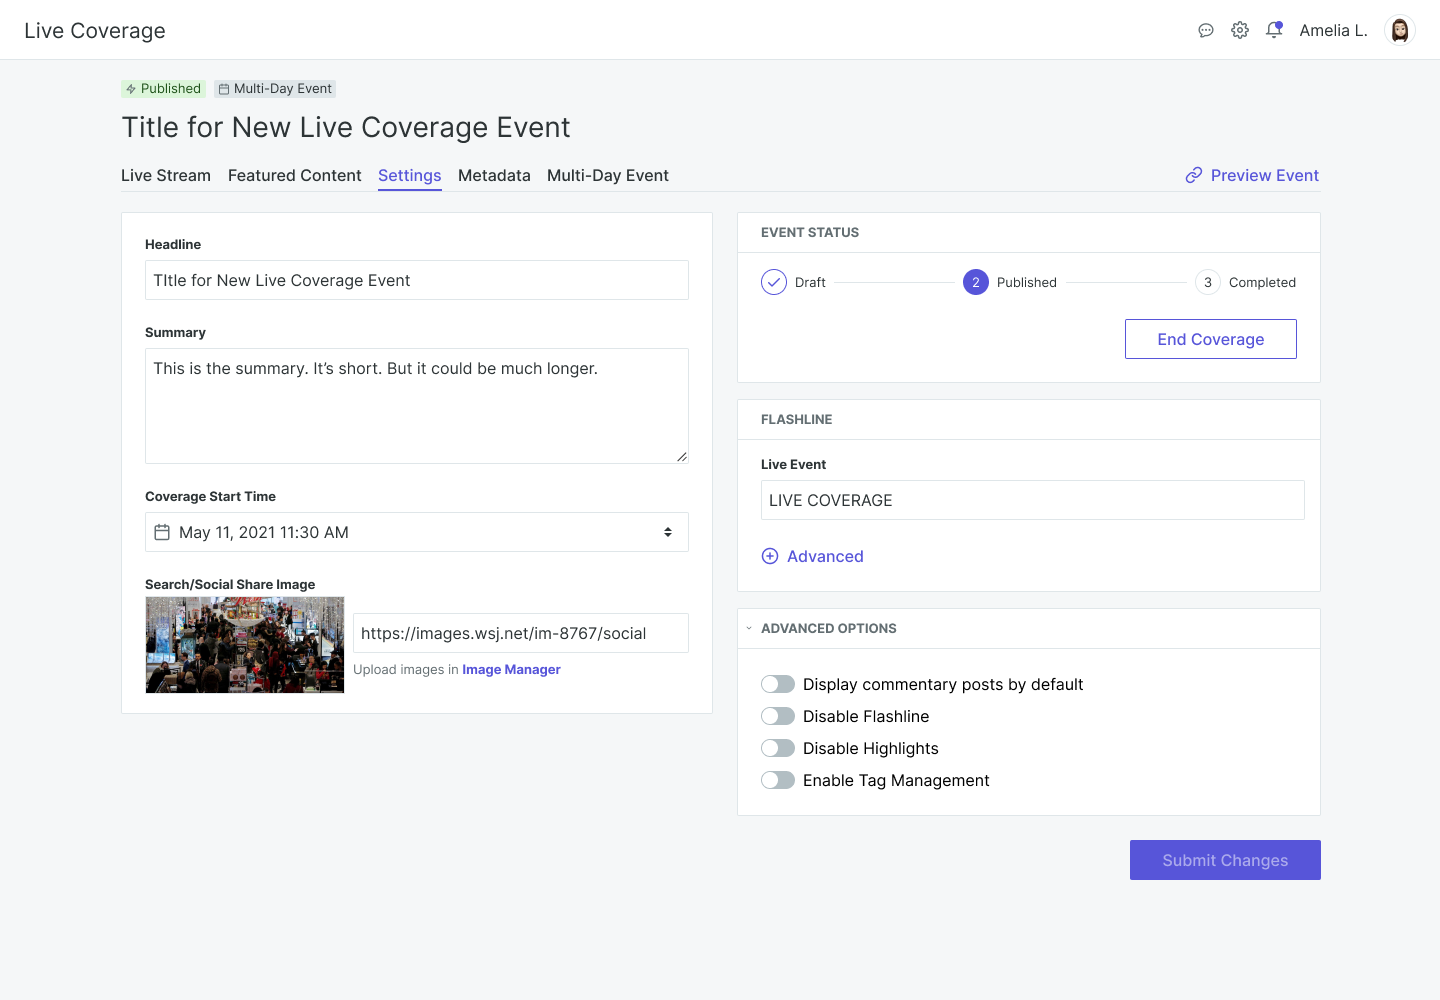 Live Coverage
Amelia L.
Published Multi-Day Event
Title for New Live Coverage Event
Live Stream Featured Content Settings Metadata Multi-Day Event
Preview Event
Headline
TItle for New Live Coverage Event
Summary
This is the summary. It’s short. But it could be much longer.
Coverage Start Time
May 11, 2021 11:30 AM
Search/Social Share Image
https://images.wsj.net/im-8767/social
Upload images in Image Manager
EVENT STATUS
Draft 2 Published 3 Completed
End Coverage
FLASHLINE
Live Event
LIVE COVERAGE
Advanced
ADVANCED OPTIONS
Display commentary posts by default
Disable Flashline
Disable Highlights
Enable Tag Management
Submit Changes